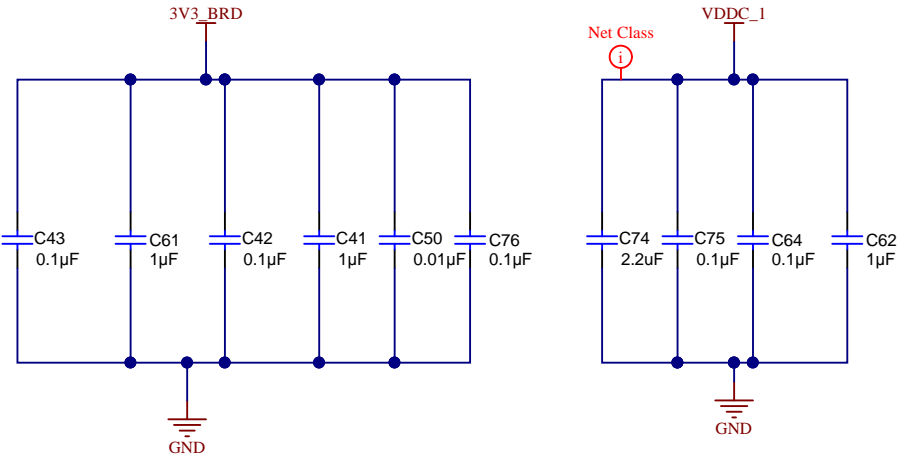 3V3_BRD
VDDC_1
Net Class
i
C43
0.1µF
C61
1µF
C42
0.1µF
C41
1µF
C50
0.01µF
C76
0.1µF
C74
2.2uF
C75
0.1µF
C64
0.1µF
C62
1µF
GND
GND